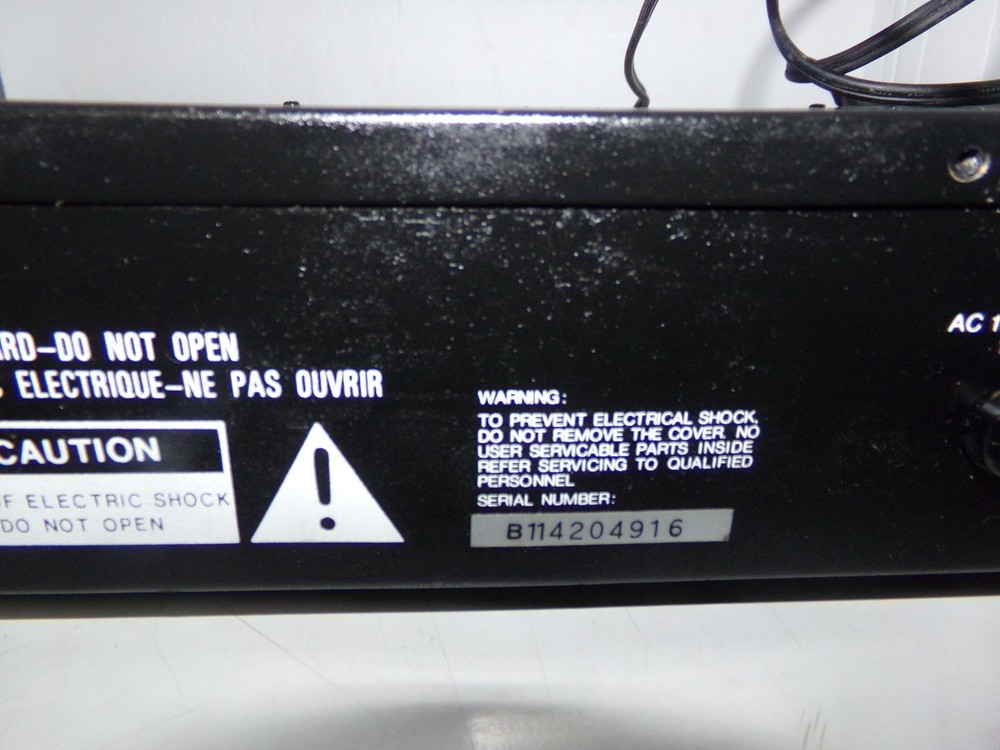 DO NOT OPEN
ELECTRIQUE-NE PAS OUVRIR
CAUTION
ELECTRIC SHOCK
DO NOT OPEN
WARNING:
TO PREVENT ELECTRICAL SHOCK,
DO NOT REMOVE THE COVER. NO
USER SERVICABLE PARTS INSIDE
REFER SERVICING TO QUALIFIED
PERSONNEL
SERIAL NUMBER:
B114204916
AC